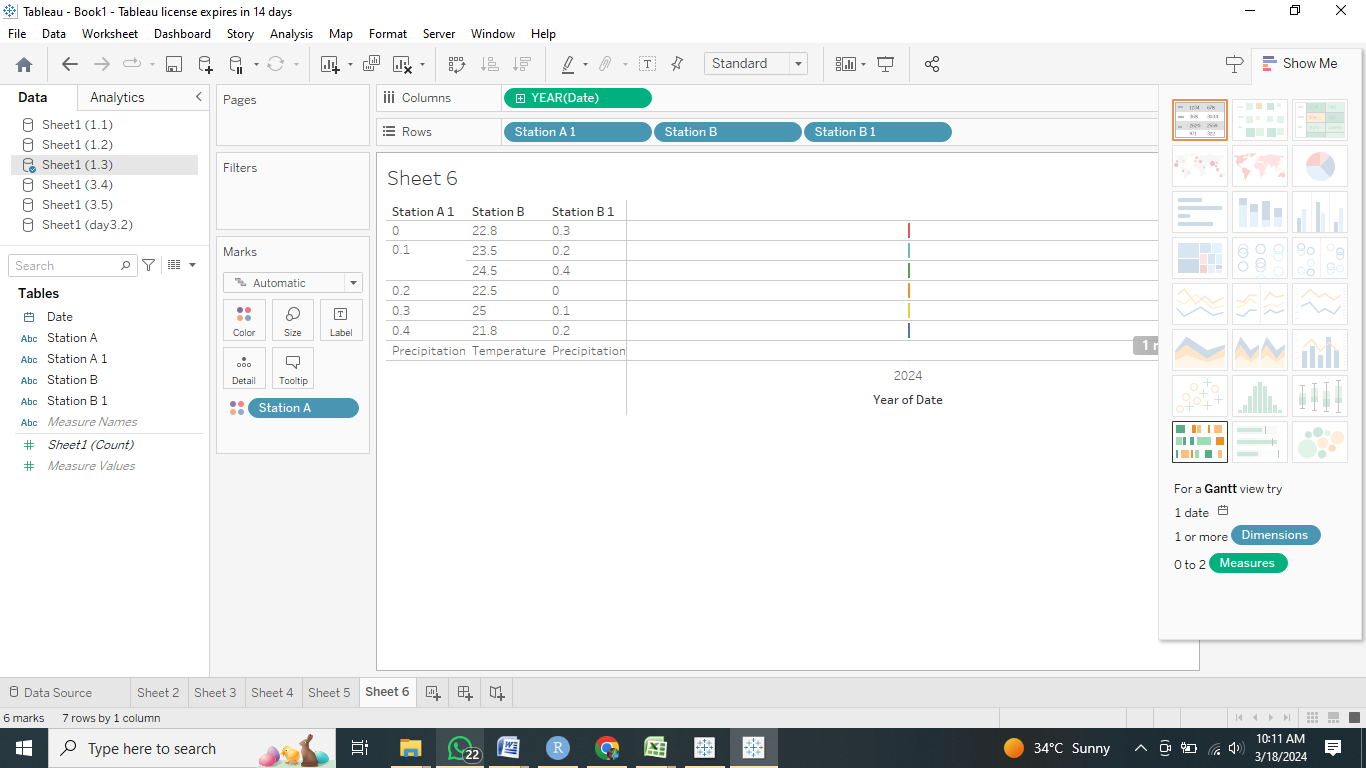 Tableau - Book1 - Tableau license expires in 14 days
File Data Worksheet Dashboard Story Analysis Map Format Server Window Help
Standard
Show Me
Data Analytics
Sheet1 (1.1)
Sheet1 (1.2)
Sheet1 (1.3)
Sheet1 (3.4)
Sheet1 (3.5)
Sheet1 (day3.2)
Search
Tables
Date
Abc Station A
Abc Station A 1
Abc Station B
Abc Station B 1
Abc Measure Names
Sheet1 (Count)
Measure Values
Pages
Filters
Marks
Automatic
Color Size Label
Detail Tooltip
Station A
Columns YEAR(Date)
Rows Station A 1 Station B Station B 1
Sheet 6
Station A 1 Station B Station B 1
0 22.8 0.3
0.1 23.5 0.2
24.5 0.4
0.2 22.5 0
0.3 25 0.1
0.4 21.8 0.2
Precipitation Temperature Precipitation
1
2024
Year of Date
For a Gantt view try
1 date
1 or more Dimensions
0 to 2 Measures
Data Source Sheet 2 Sheet 3 Sheet 4 Sheet 5 Sheet 6
6 marks 7 rows by 1 column
Type here to search
22
34°C Sunny
10:11 AM
3/18/2024